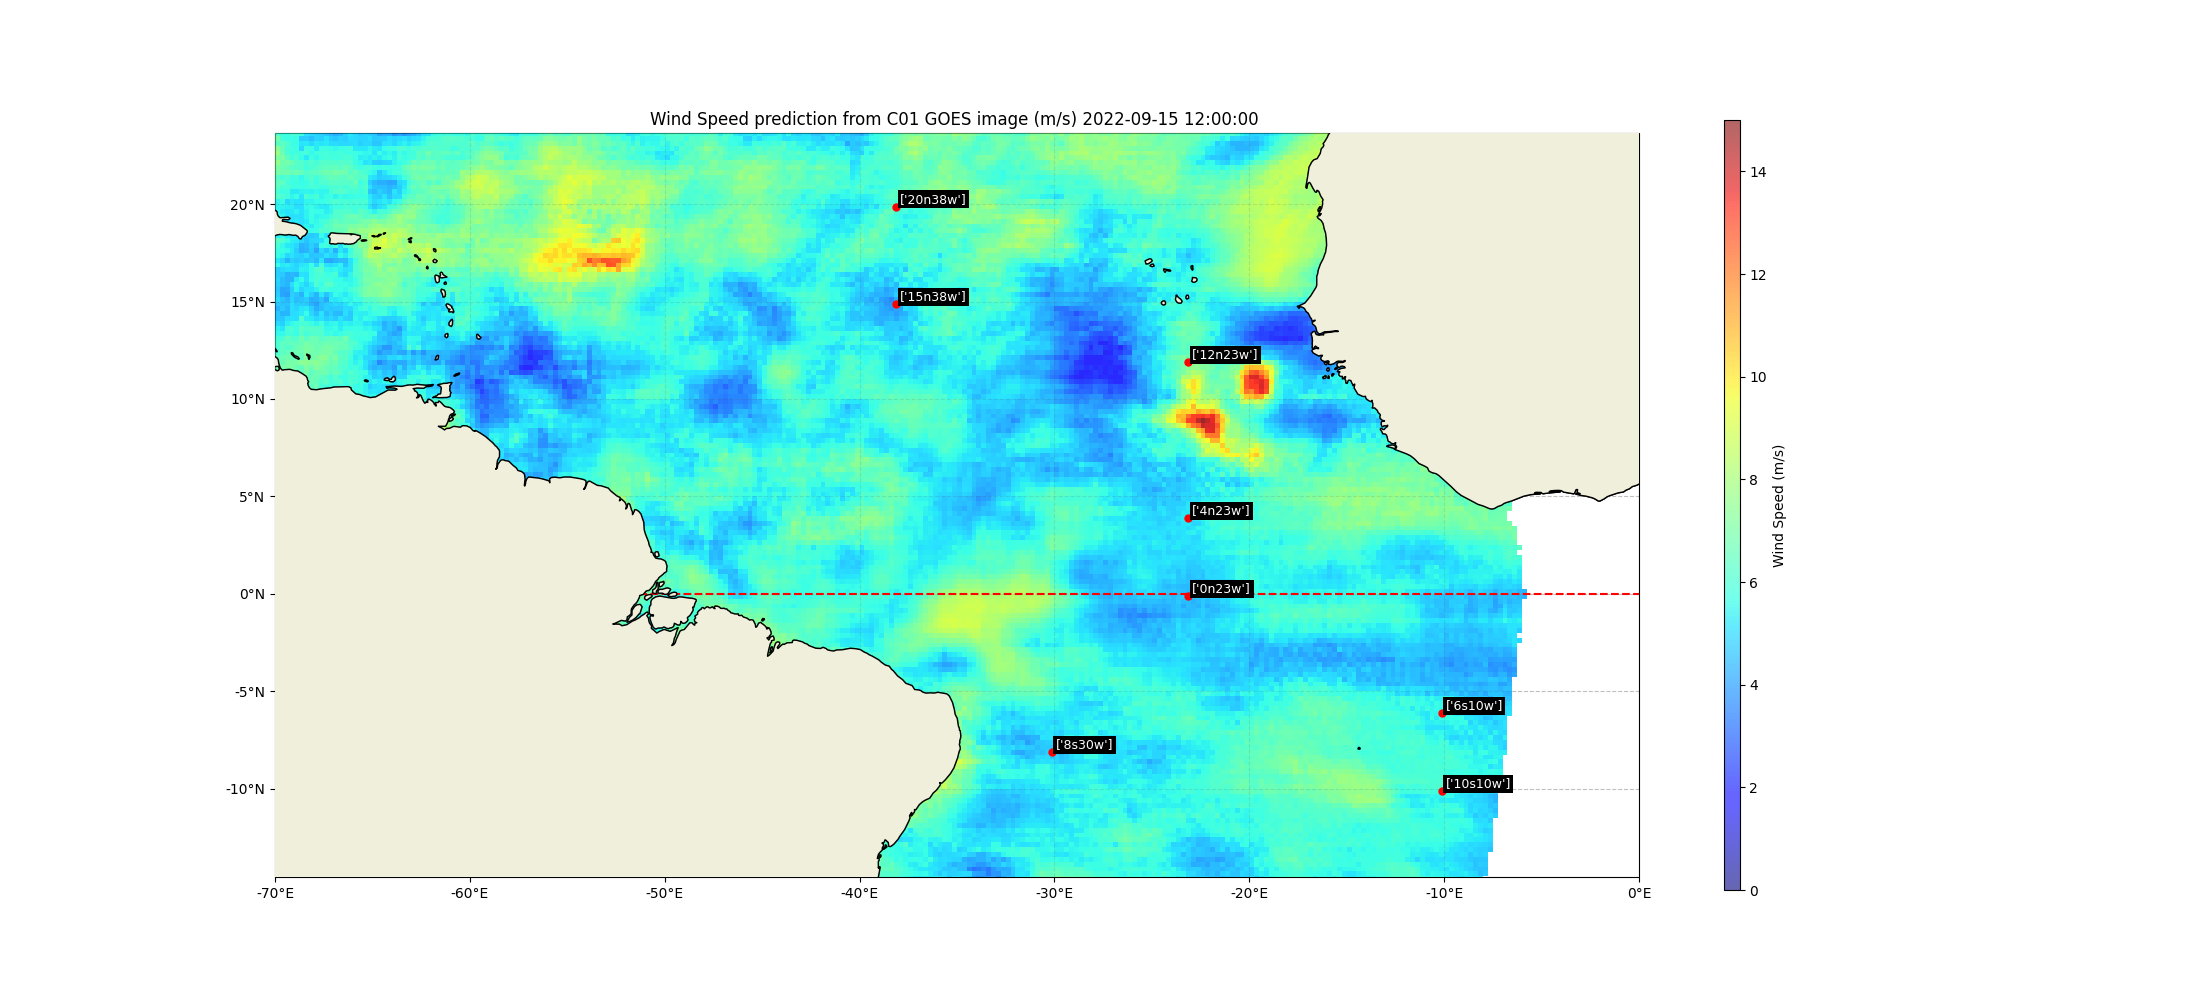 Wind Speed prediction from C01 GOES image (m/s) 2022-09-15 12:00:00
20°N
15°N
10°N
5°N
0°N
-5°N
-10°N
-70°E
-60°E
-50°E
-40°E
-30°E
-20°E
-10°E
0°E
['20n38w']
['15n38w']
['12n23w']
['4n23w']
['0n23w']
['6s10w']
['8s30w']
['10s10w']
14
12
10
8
6
4
2
0
Wind Speed (m/s)